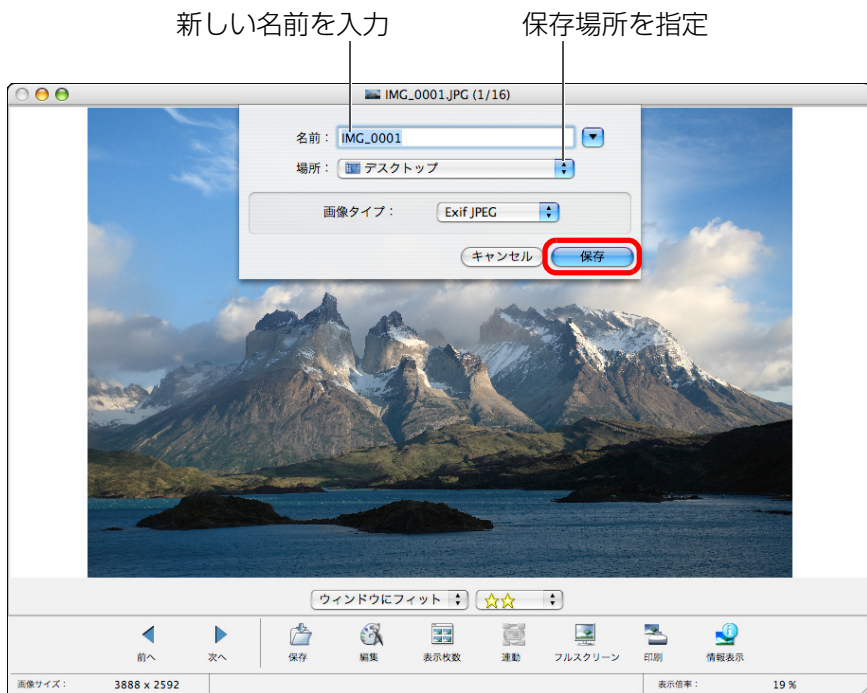 新しい名前を入力 保存場所を指定
IMG_0001.JPG (1/16)
名前： IMG_0001
場所： デスクトップ
画像タイプ： Exif JPEG
キャンセル 保存
ウィンドウにフィット ☆☆
前へ 次へ 保存 編集 表示枚数 連動 フルスクリーン 印刷 情報表示
画像サイズ： 3888 x 2592 表示倍率： 19 %